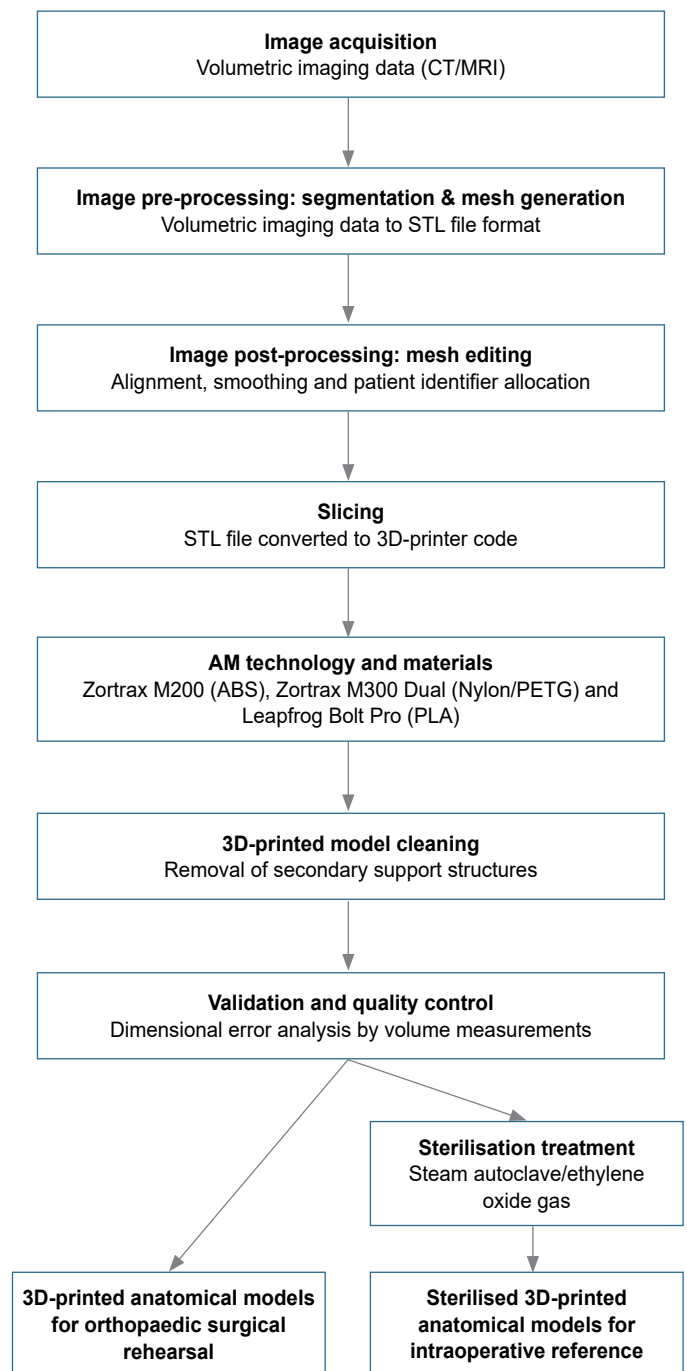 Image acquisition
Volumetric imaging data (CT/MRI)
Image pre-processing: segmentation & mesh generation
Volumetric imaging data to STL file format
Image post-processing: mesh editing
Alignment, smoothing and patient identifier allocation
Slicing
STL file converted to 3D-printer code
AM technology and materials
Zortrax M200 (ABS), Zortrax M300 Dual (Nylon/PETG) and
Leapfrog Bolt Pro (PLA)
3D-printed model cleaning
Removal of secondary support structures
Validation and quality control
Dimensional error analysis by volume measurements
Sterilisation treatment
Steam autoclave/ethylene
oxide gas
3D-printed anatomical models
for orthopaedic surgical
rehearsal
Sterilised 3D-printed
anatomical models for
intraoperative reference